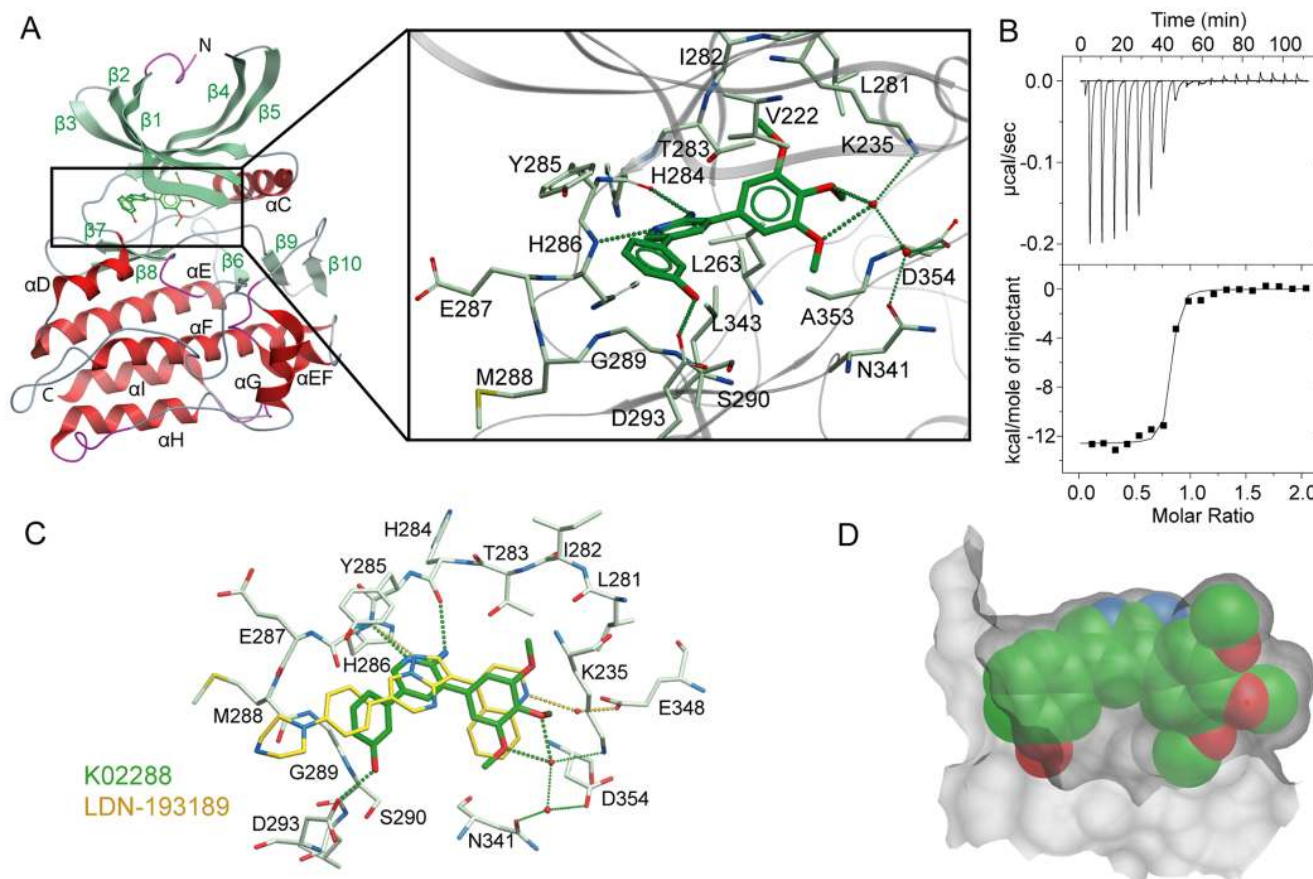 A
N
β2
β4
β1
β5
β3
αC
β7
β9
β6
β10
β8
αE
αD
αF
C
αI
αG
αEF
αH
I282
L281
V222
K235
T283
Y285
H284
H286
L263
D354
E287
L343
A353
G289
N341
M288
S290
D293
B
Time (min)
0 20 40 60 80 100
0.0
-0.1
-0.2
µcal/sec
0
-4
-8
-12
kcal/mole of injectant
0.0 0.5 1.0 1.5 2.0
Molar Ratio
C
H284
T283
I282
Y285
L281
E287
H286
K235
E348
M288
G289
D354
S290
N341
D293
K02288
LDN-193189
D